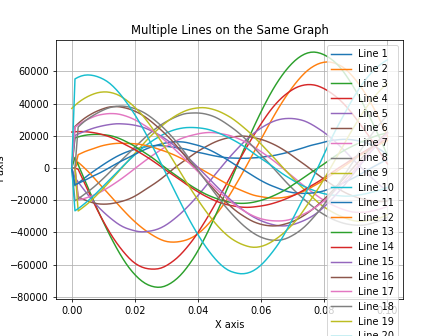 Multiple Lines on the Same Graph
60000
40000
20000
0
−20000
−40000
−60000
−80000
0.00
0.02
0.04
0.06
X axis
Line 1
Line 2
Line 3
Line 4
Line 5
Line 6
Line 7
Line 8
Line 9
Line 10
Line 11
Line 12
Line 13
Line 14
Line 15
Line 16
Line 17
Line 18
Line 19